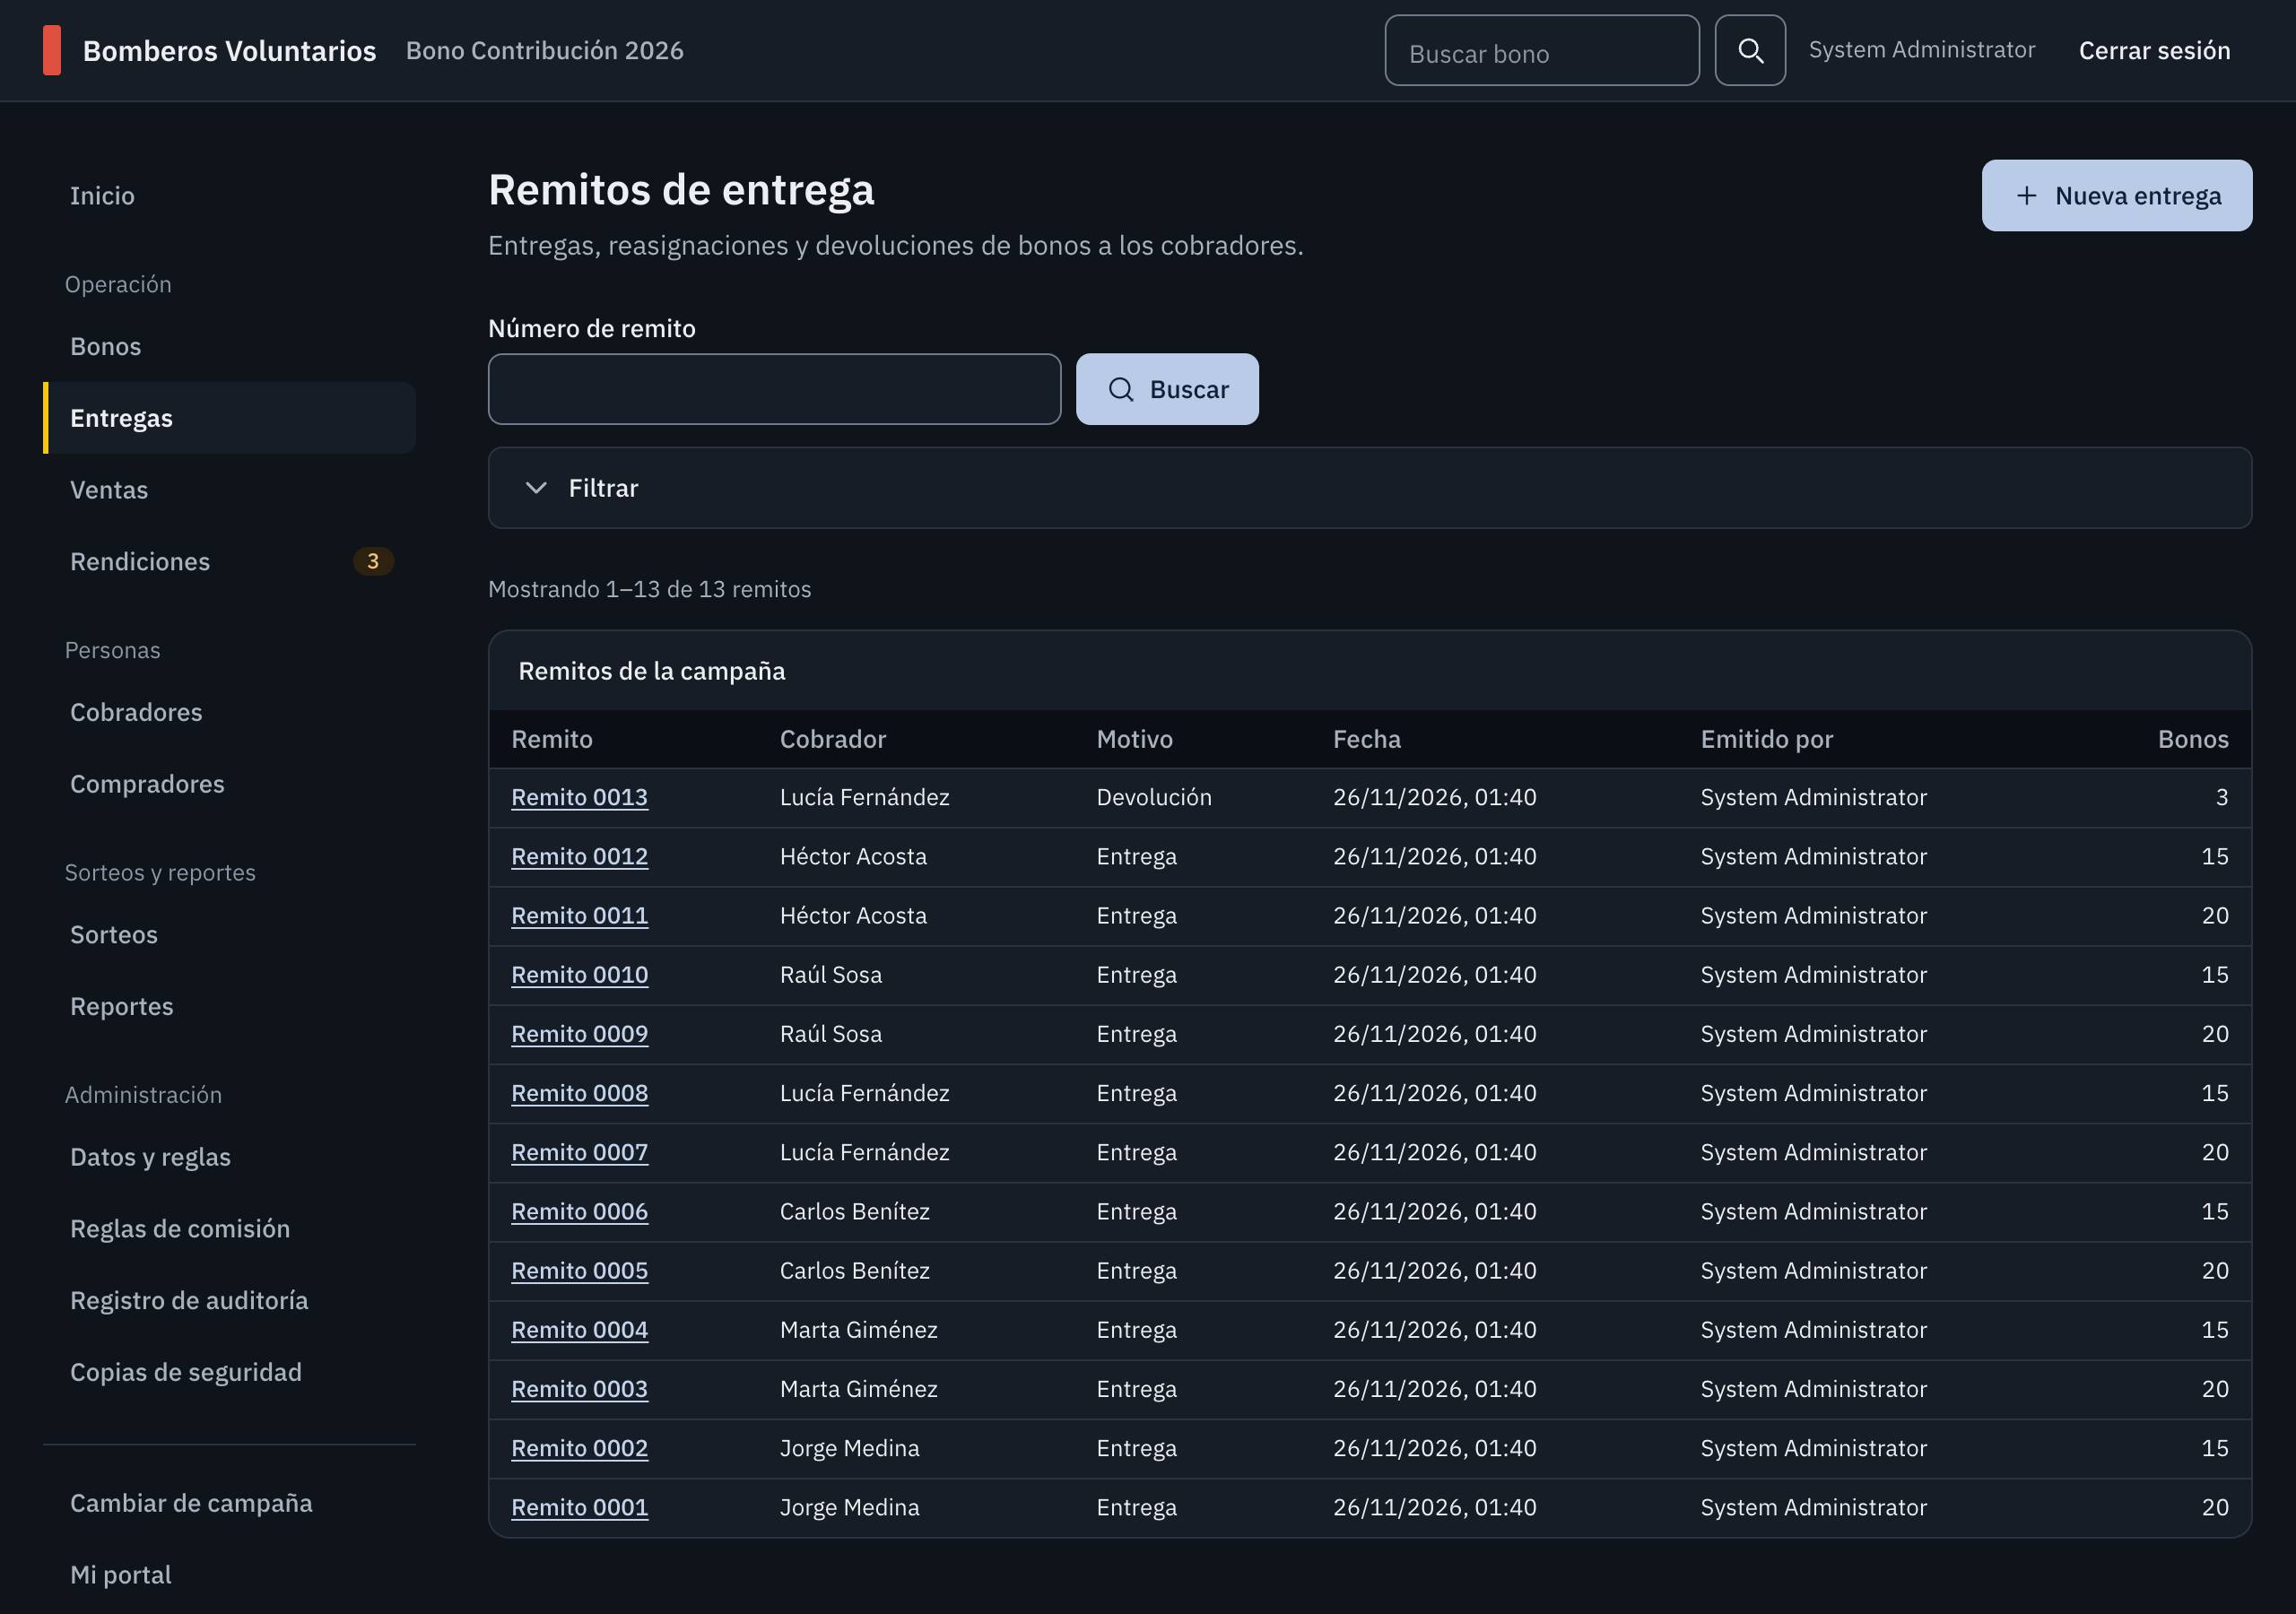 Bomberos Voluntarios Bono Contribución 2026 Buscar bono System Administrator Cerrar sesión
Inicio
Operación
Bonos
Entregas
Ventas
Rendiciones 3
Personas
Cobradores
Compradores
Sorteos y reportes
Sorteos
Reportes
Administración
Datos y reglas
Reglas de comisión
Registro de auditoría
Copias de seguridad
Cambiar de campaña
Mi portal
Remitos de entrega
+ Nueva entrega
Entregas, reasignaciones y devoluciones de bonos a los cobradores.
Número de remito
Buscar
Filtrar
Mostrando 1–13 de 13 remitos
Remitos de la campaña
Remito Cobrador Motivo Fecha Emitido por Bonos
Remito 0013 Lucía Fernández Devolución 26/11/2026, 01:40 System Administrator 3
Remito 0012 Héctor Acosta Entrega 26/11/2026, 01:40 System Administrator 15
Remito 0011 Héctor Acosta Entrega 26/11/2026, 01:40 System Administrator 20
Remito 0010 Raúl Sosa Entrega 26/11/2026, 01:40 System Administrator 15
Remito 0009 Raúl Sosa Entrega 26/11/2026, 01:40 System Administrator 20
Remito 0008 Lucía Fernández Entrega 26/11/2026, 01:40 System Administrator 15
Remito 0007 Lucía Fernández Entrega 26/11/2026, 01:40 System Administrator 20
Remito 0006 Carlos Benítez Entrega 26/11/2026, 01:40 System Administrator 15
Remito 0005 Carlos Benítez Entrega 26/11/2026, 01:40 System Administrator 20
Remito 0004 Marta Giménez Entrega 26/11/2026, 01:40 System Administrator 15
Remito 0003 Marta Giménez Entrega 26/11/2026, 01:40 System Administrator 20
Remito 0002 Jorge Medina Entrega 26/11/2026, 01:40 System Administrator 15
Remito 0001 Jorge Medina Entrega 26/11/2026, 01:40 System Administrator 20